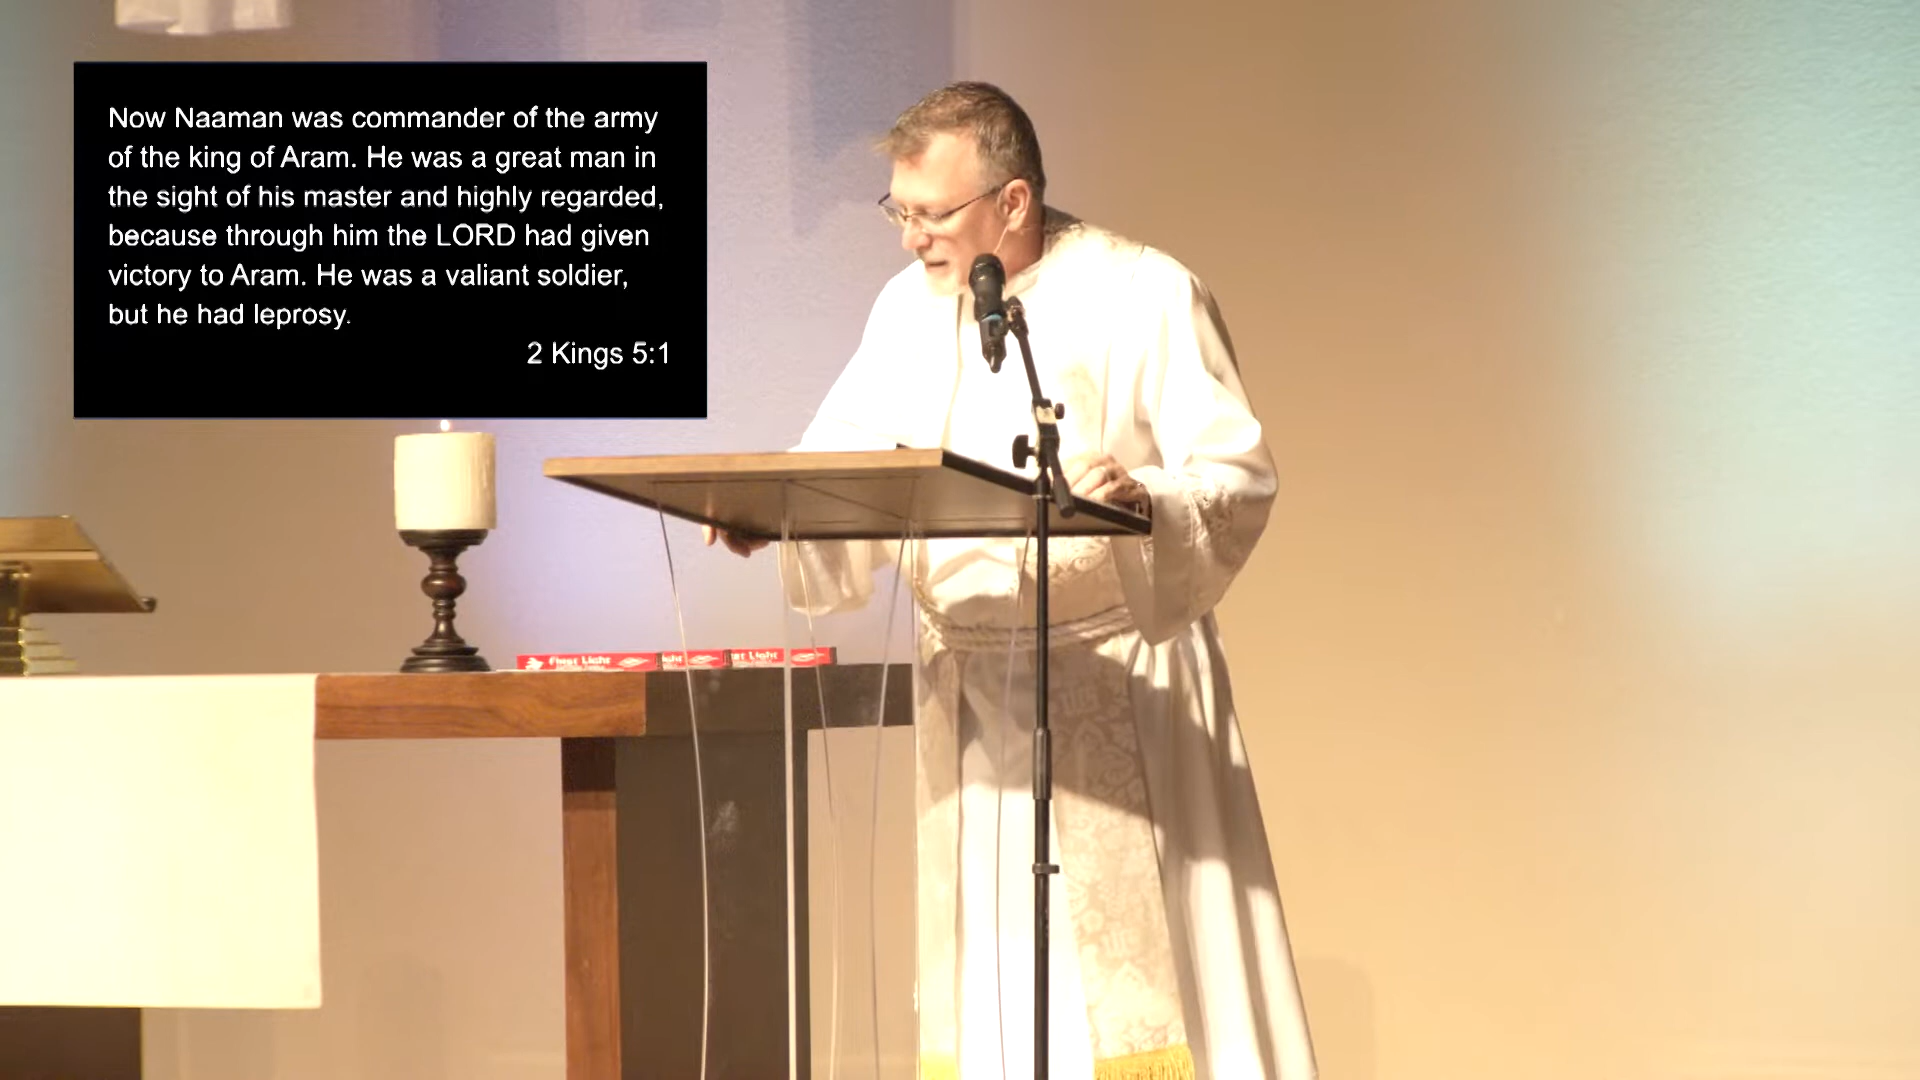 Now Naaman was commander of the army
of the king of Aram. He was a great man in
the sight of his master and highly regarded,
because through him the LORD had given
victory to Aram. He was a valiant soldier,
but he had leprosy.
2 Kings 5:1
First Light